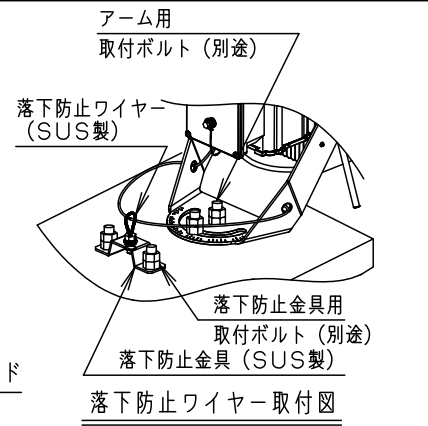 アーム用
取付ボルト（別途）
落下防止ワイヤー
（SUS製）
落下防止金具用
取付ボルト（別途）
落下防止金具（SUS製）
ド
落下防止ワイヤー取付図